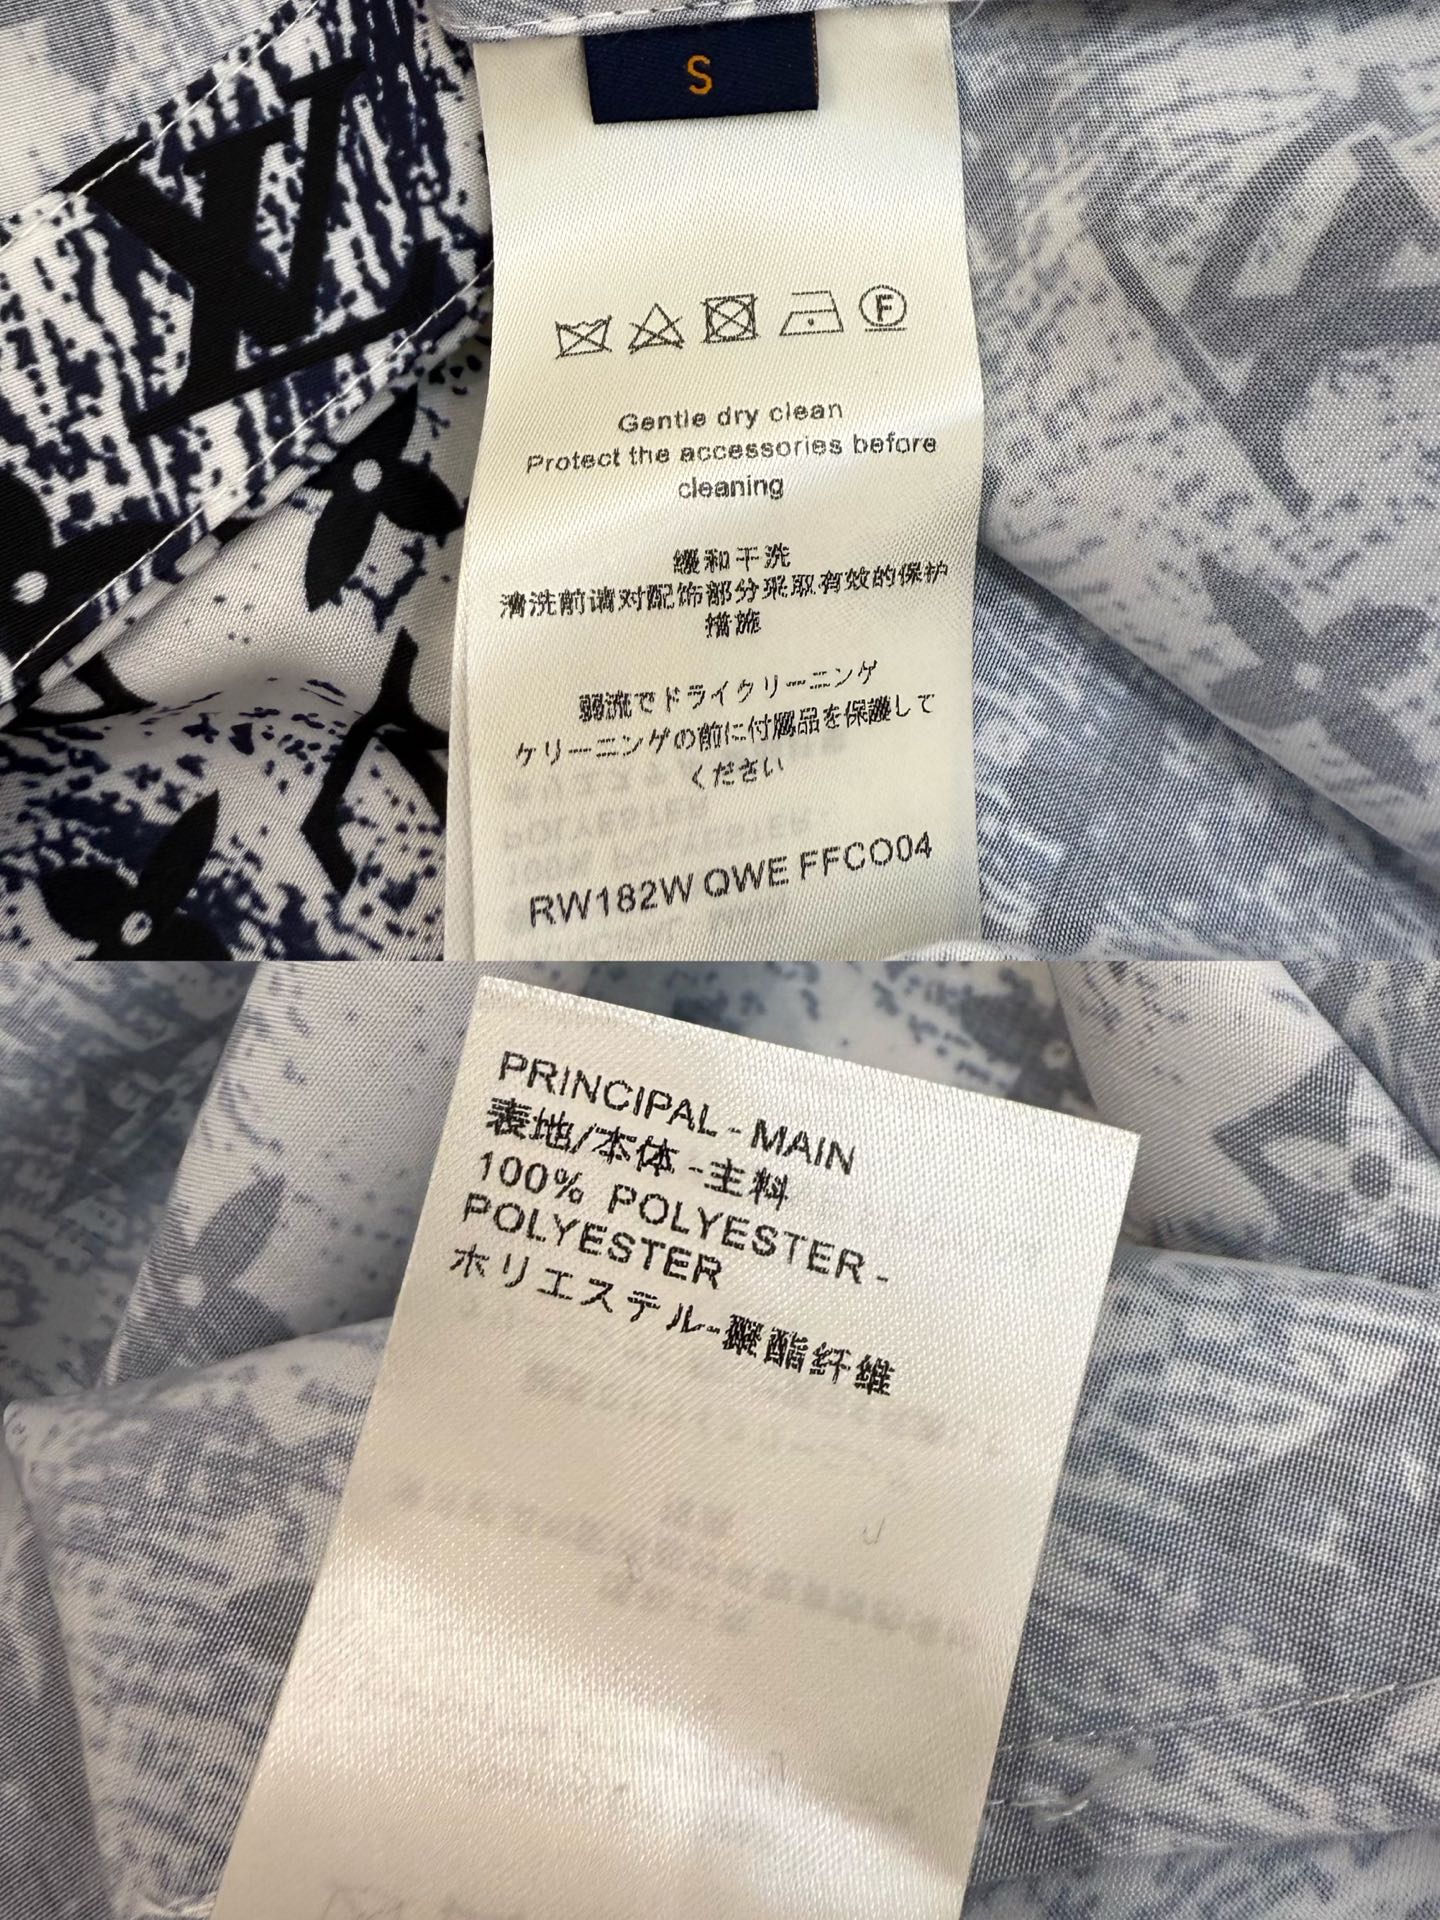 LV
S
F
Gentle dry clean
Protect the accessories before
cleaning
缓和干洗
清洗前请对配饰部分采取有效的保护
措施
弱流でドライクリーニング
クリーニングの前に付属品を保護して
ください
RW182W QWE FFCO04
PRINCIPAL - MAIN
表地/本体 - 主料
100% POLYESTER -
POLYESTER
ポリエステル - 聚酯纤维